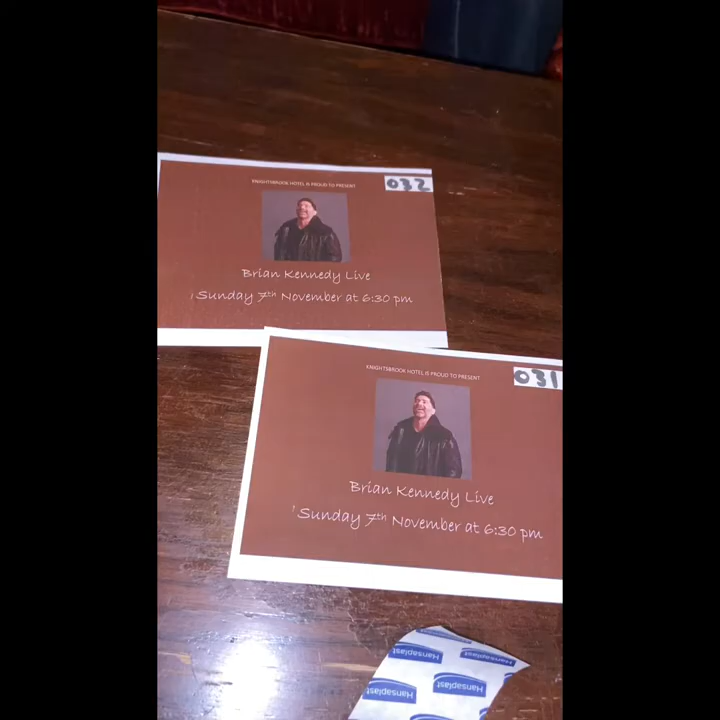 KNIGHTSBROOK HOTEL IS PROUD TO PRESENT
032
Brian Kennedy Live
Sunday 7th November at 6:30 pm
KNIGHTSBROOK HOTEL IS PROUD TO PRESENT
031
Brian Kennedy Live
Sunday 7th November at 6:30 pm
Hansaplast
Hansaplast
Hansaplast
Hansaplast